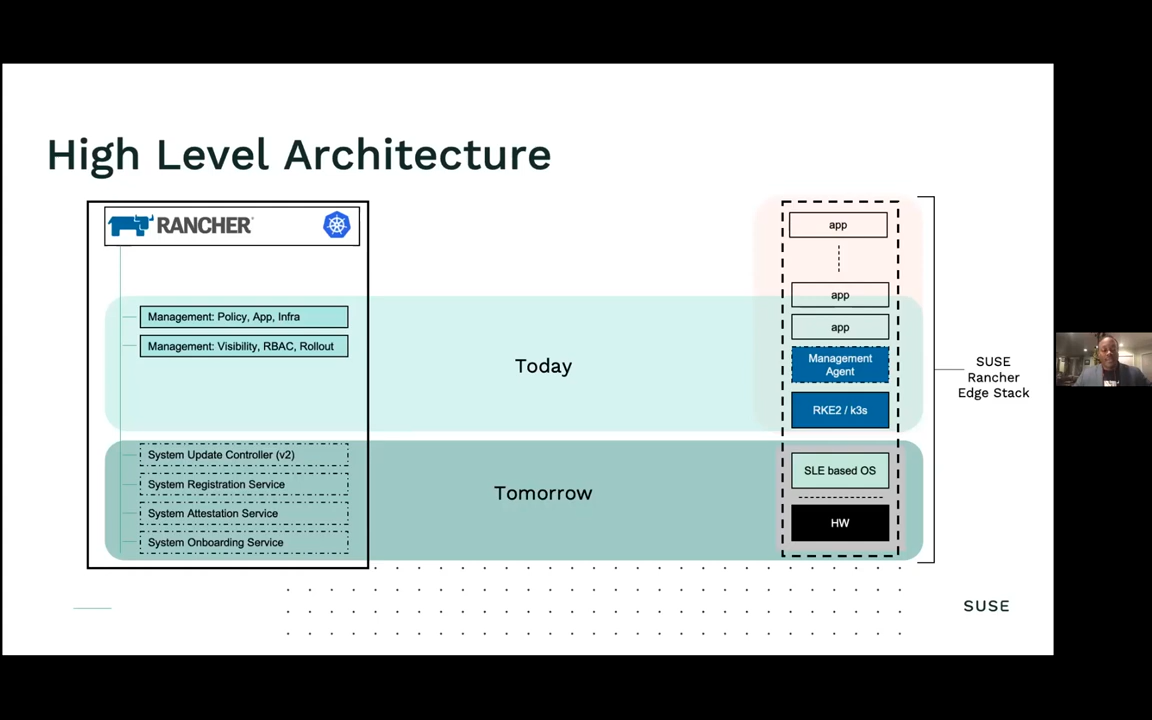 High Level Architecture
RANCHER
Management: Policy, App, Infra
Management: Visibility, RBAC, Rollout
System Update Controller (v2)
System Registration Service
System Attestation Service
System Onboarding Service
Today
Tomorrow
app
app
app
Management
Agent
RKE2 / k3s
SLE based OS
HW
SUSE
Rancher
Edge Stack
SUSE